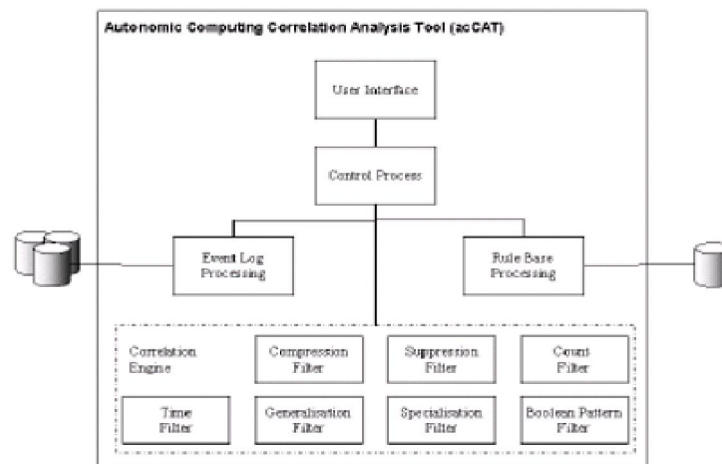 Autonomic Computing Correlation Analysis Tool (acCAT)
User Interface
Control Process
Event Log
Processing
Rule Base
Processing
Correlation
Engine
Compression
Filter
Suppression
Filter
Count
Filter
Time
Filter
Generalisation
Filter
Specialisation
Filter
Boolean Pattern
Filter